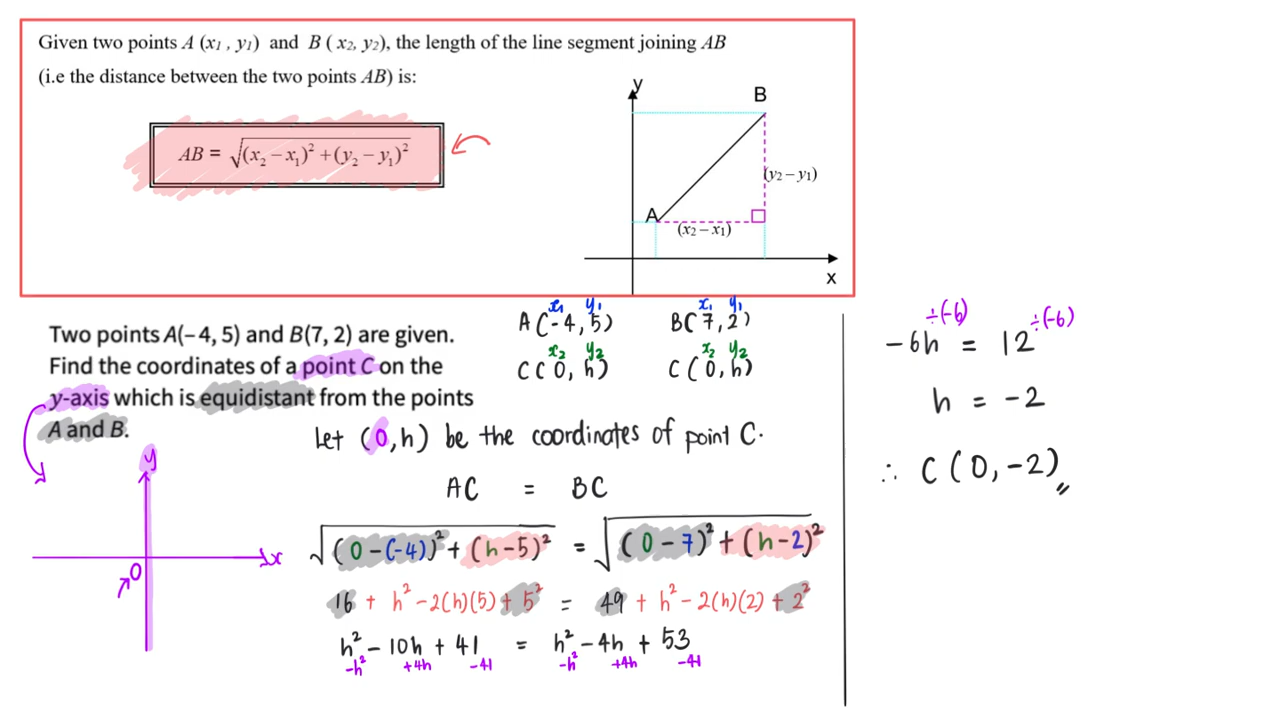 Given two points A (x₁ , y₁) and B ( x₂, y₂), the length of the line segment joining AB
(i.e the distance between the two points AB) is:
AB = √((x₂ − x₁)² + (y₂ − y₁)²)
y
B
(y₂ − y₁)
A
(x₂ − x₁)
x
Two points A(−4, 5) and B(7, 2) are given.
Find the coordinates of a point C on the
y-axis which is equidistant from the points
A and B.
x₁ y₁
A(-4, 5)
x₂ y₂
C(0, h)
x₁ y₁
B(7, 2)
x₂ y₂
C(0, h)
Let (0, h) be the coordinates of point C.
y
x
O
AC = BC
√((0-(-4))² + (h-5)²) = √((0-7)² + (h-2)²)
16 + h² - 2(h)(5) + 5² = 49 + h² - 2(h)(2) + 2²
h² - 10h + 41 = h² - 4h + 53
-h² +4h -41 -h² +4h -41
÷(-6) ÷(-6)
-6h = 12
h = -2
∴ C (0, -2)